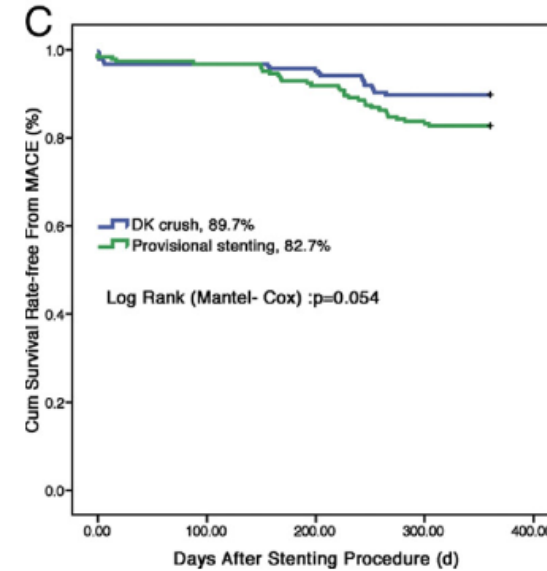 C
Cum Survival Rate-free From MACE (%)
1.0
0.8
0.6
0.4
0.2
0.0
DK crush, 89.7%
Provisional stenting, 82.7%
Log Rank (Mantel- Cox) :p=0.054
0.00 100.00 200.00 300.00 400.00
Days After Stenting Procedure (d)